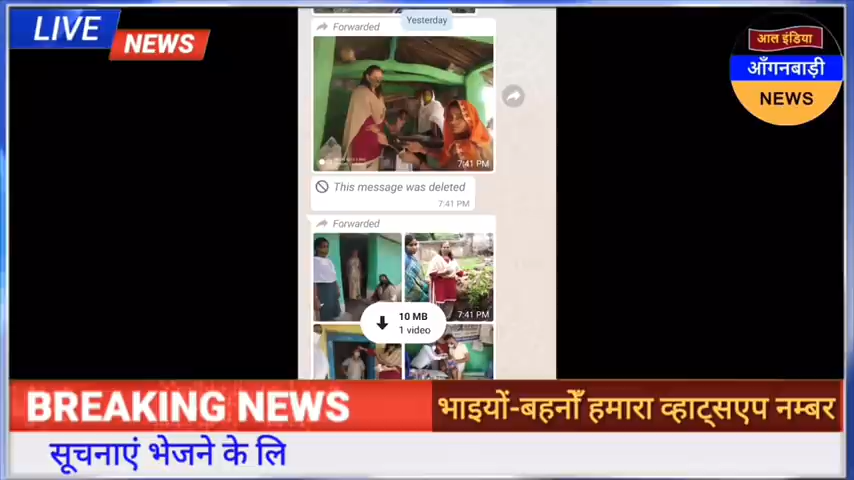 LIVE
NEWS
Yesterday
Forwarded
7:41 PM
This message was deleted
7:41 PM
Forwarded
7:41 PM
10 MB
1 video
आल इंडिया
आँगनबाड़ी
NEWS
BREAKING NEWS
भाइयों-बहनोँ हमारा व्हाट्सएप नम्बर
सूचनाएं भेजने के लि